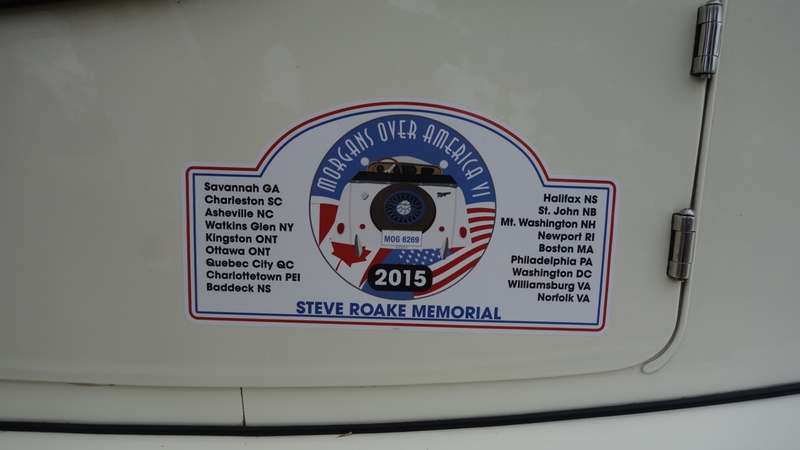 MORGANS OVER AMERICA VI
Savannah GA
Charleston SC
Asheville NC
Watkins Glen NY
Kingston ONT
Ottawa ONT
Quebec City QC
Charlottetown PEI
Baddeck NS
MOG 6269
2015
Halifax NS
St. John NB
Mt. Washington NH
Newport RI
Boston MA
Philadelphia PA
Washington DC
Williamsburg VA
Norfolk VA
STEVE ROAKE MEMORIAL